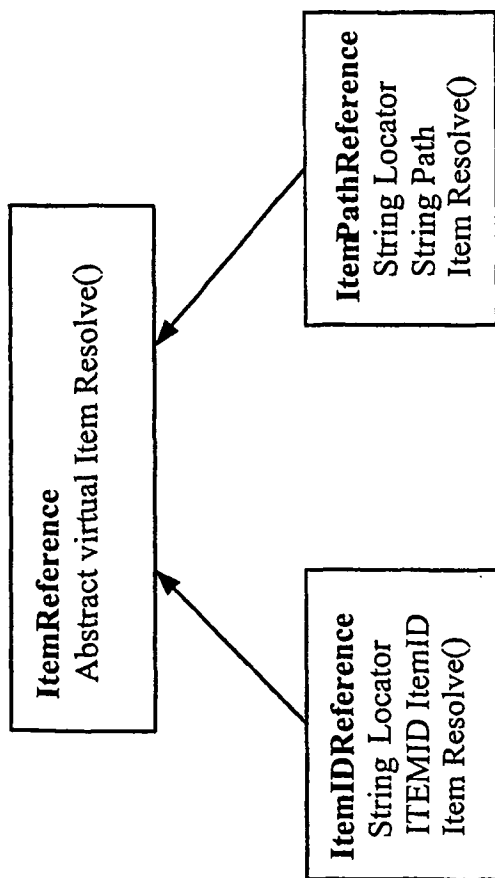 ItemReference
Abstract virtual Item Resolve()
ItemIDReference
String Locator
ITEMID ItemID
Item Resolve()
ItemPathReference
String Locator
String Path
Item Resolve()